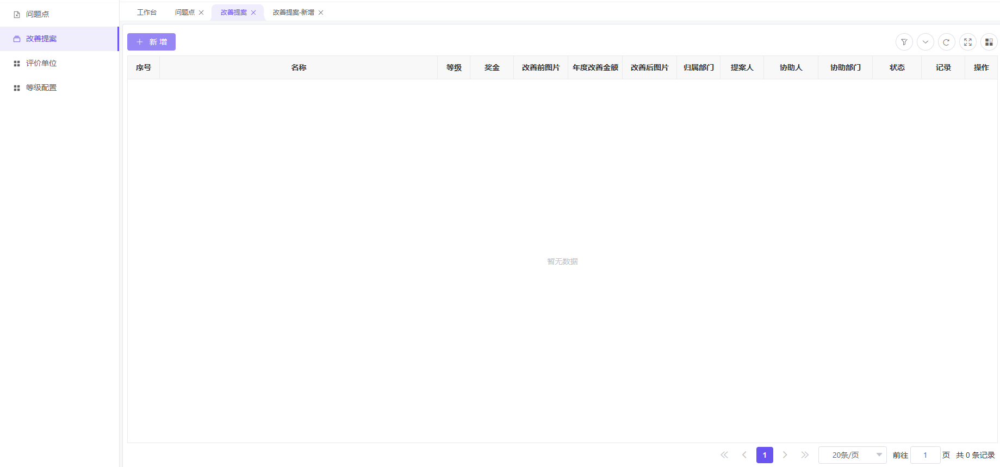 问题点
改善提案
评价单位
等级配置
工作台 问题点 改善提案 改善提案-新增
新增
序号 名称 等级 奖金 改善前图片 年度改善金额 改善后图片 归属部门 提案人 协助人 协助部门 状态 记录 操作
暂无数据
1 20条/页 前往 1 页 共 0 条记录